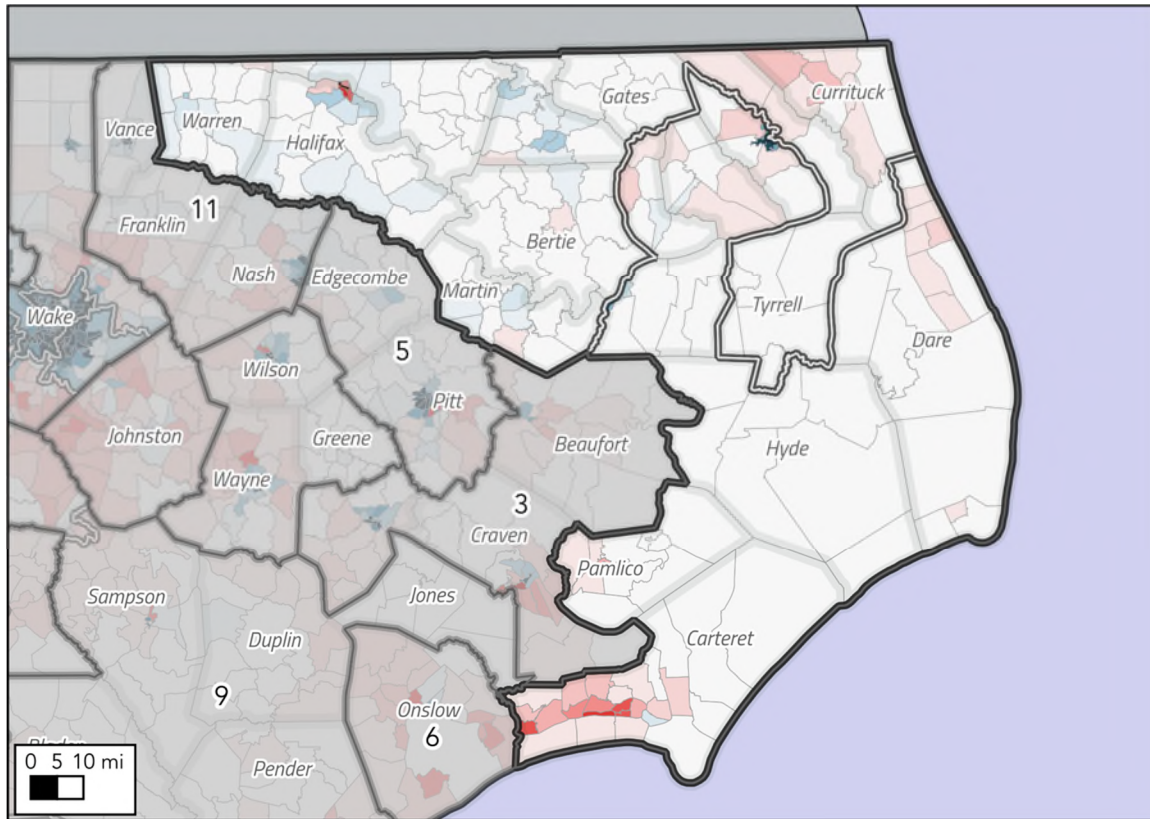 Currituck
Gates
Vance
Warren
Halifax
11
Franklin
Bertie
Nash
Edgecombe
Martin
Tyrrell
Wake
Dare
5
Wilson
Pitt
Johnston
Greene
Beaufort
Hyde
Wayne
3
Craven
Pamlico
Sampson
Jones
Duplin
Carteret
9
Onslow
6
Bladen
0 5 10 mi
Pender